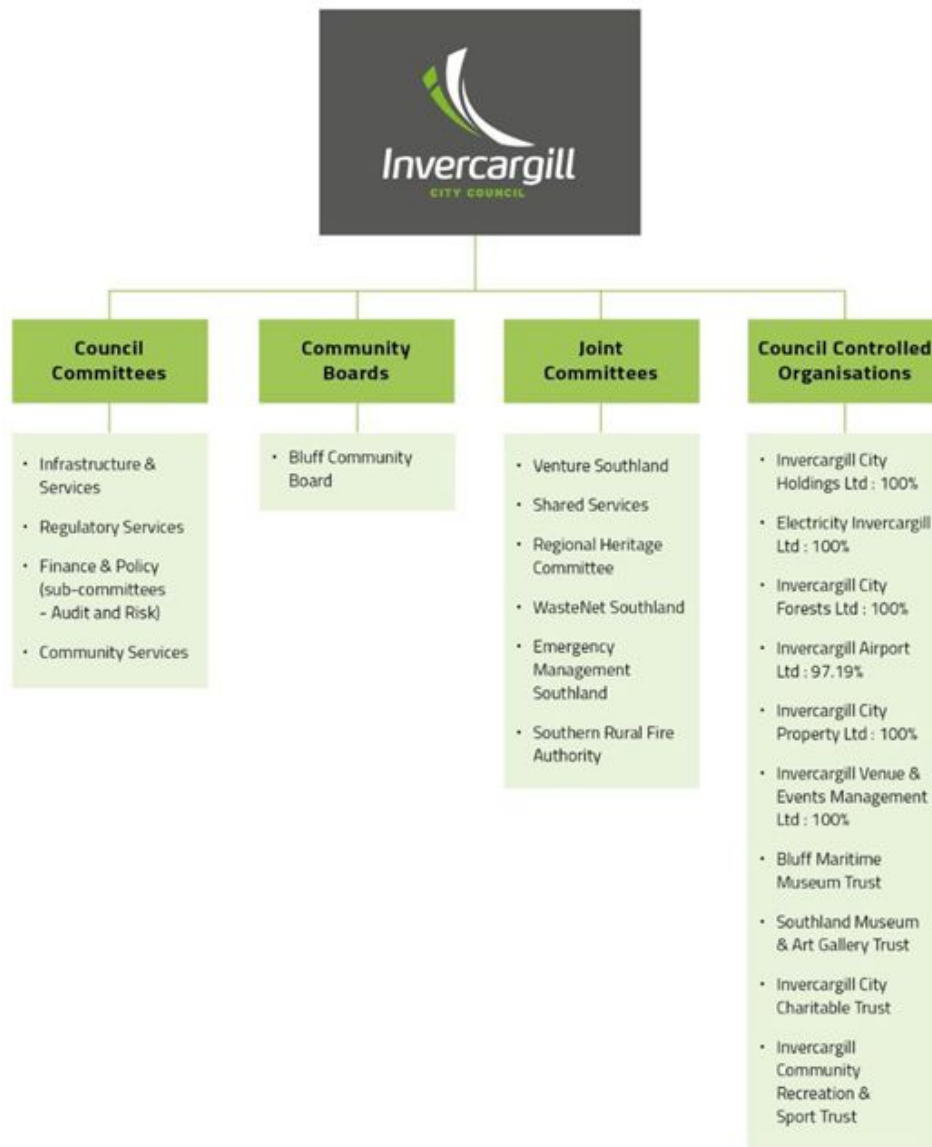 Invercargill
CITY COUNCIL
Council
Committees
• Infrastructure &
Services
• Regulatory Services
• Finance & Policy
(sub-committees
- Audit and Risk)
• Community Services
Community
Boards
• Bluff Community
Board
Joint
Committees
• Venture Southland
• Shared Services
• Regional Heritage
Committee
• WasteNet Southland
• Emergency
Management
Southland
• Southern Rural Fire
Authority
Council Controlled
Organisations
• Invercargill City
Holdings Ltd : 100%
• Electricity Invercargill
Ltd : 100%
• Invercargill City
Forests Ltd : 100%
• Invercargill Airport
Ltd : 97.19%
• Invercargill City
Property Ltd : 100%
• Invercargill Venue &
Events Management
Ltd : 100%
• Bluff Maritime
Museum Trust
• Southland Museum
& Art Gallery Trust
• Invercargill City
Charitable Trust
• Invercargill
Community
Recreation &
Sport Trust